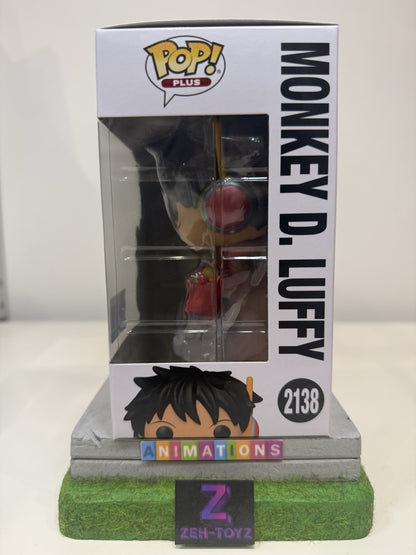 POP!
PLUS
MONKEY D. LUFFY
2138
ANIMATIONS
Z
ZEH-TOYZ